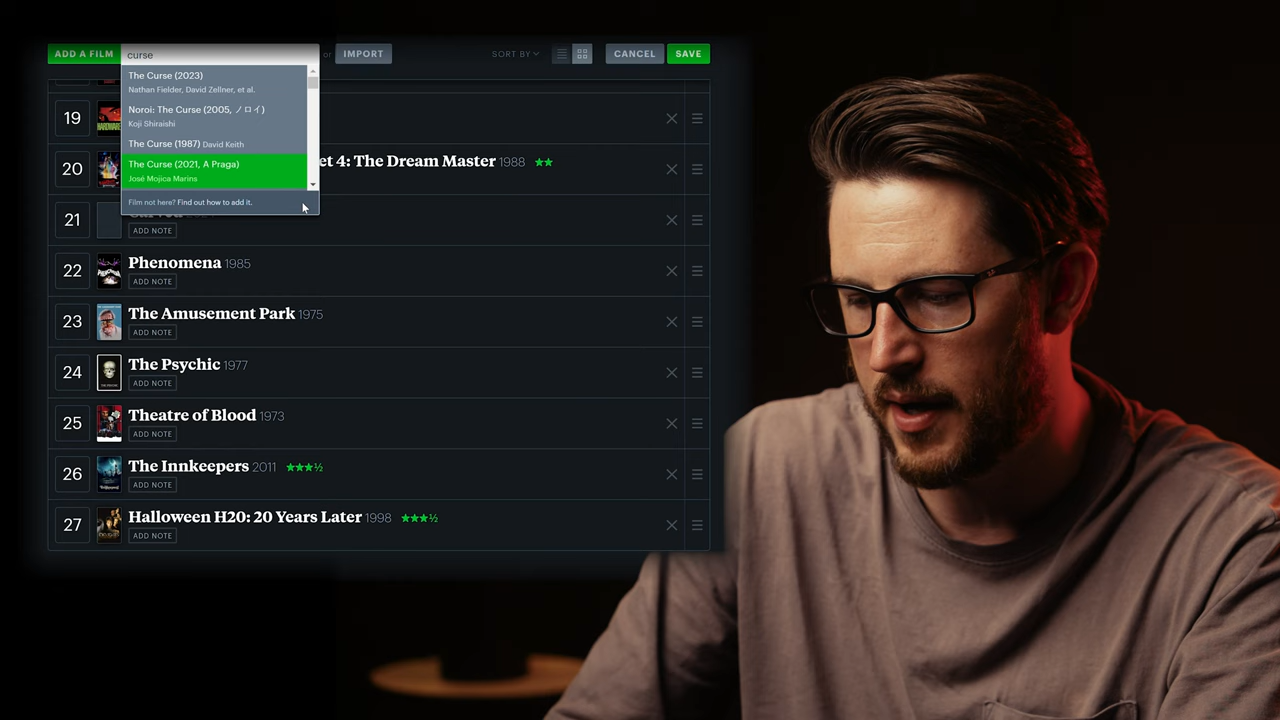 ADD A FILM
curse
or
IMPORT
SORT BY
CANCEL
SAVE
The Curse (2023)
Nathan Fielder, David Zellner, et al.
Noroi: The Curse (2005, ノロイ)
Koji Shiraishi
The Curse (1987) David Keith
The Curse (2021, A Praga)
José Mojica Marins
Film not here? Find out how to add it.
19
20
et 4: The Dream Master 1988 ★★
21
ADD NOTE
22
Phenomena 1985
ADD NOTE
23
The Amusement Park 1975
ADD NOTE
24
The Psychic 1977
ADD NOTE
25
Theatre of Blood 1973
ADD NOTE
26
The Innkeepers 2011 ★★★½
ADD NOTE
27
Halloween H20: 20 Years Later 1998 ★★★½
ADD NOTE